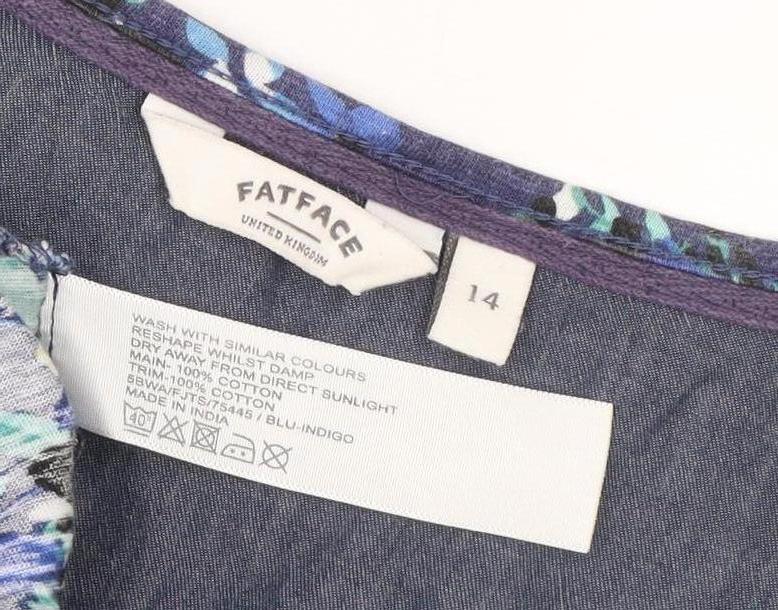 FATFACE
UNITED KINGDOM
14
WASH WITH SIMILAR COLOURS
RESHAPE WHILST DAMP
DRY AWAY FROM DIRECT SUNLIGHT
MAIN- 100% COTTON
TRIM-100% COTTON
5BWA/FJTS/75445 / BLU-INDIGO
MADE IN INDIA
40°